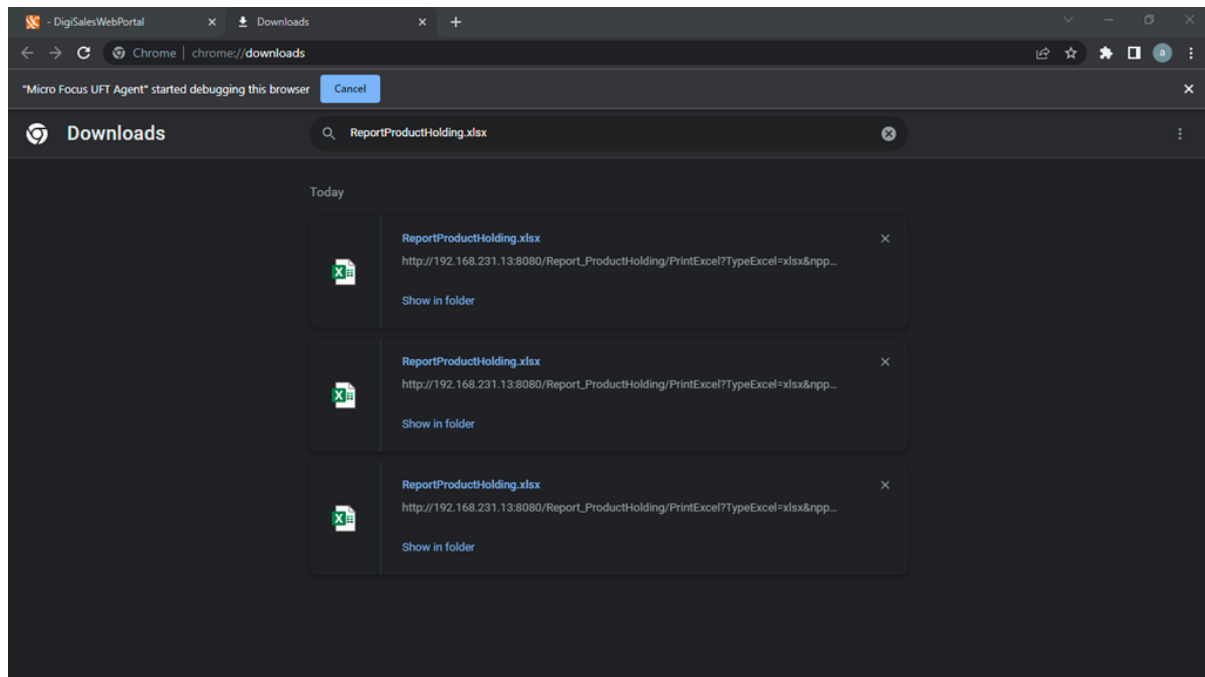 - DigiSalesWebPortal
Downloads
Chrome | chrome://downloads
a
"Micro Focus UFT Agent" started debugging this browser
Cancel
Downloads
ReportProductHolding.xlsx
Today
ReportProductHolding.xlsx
http://192.168.231.13:8080/Report_ProductHolding/PrintExcel?TypeExcel=xlsx&npp...
Show in folder
ReportProductHolding.xlsx
http://192.168.231.13:8080/Report_ProductHolding/PrintExcel?TypeExcel=xlsx&npp...
Show in folder
ReportProductHolding.xlsx
http://192.168.231.13:8080/Report_ProductHolding/PrintExcel?TypeExcel=xlsx&npp...
Show in folder